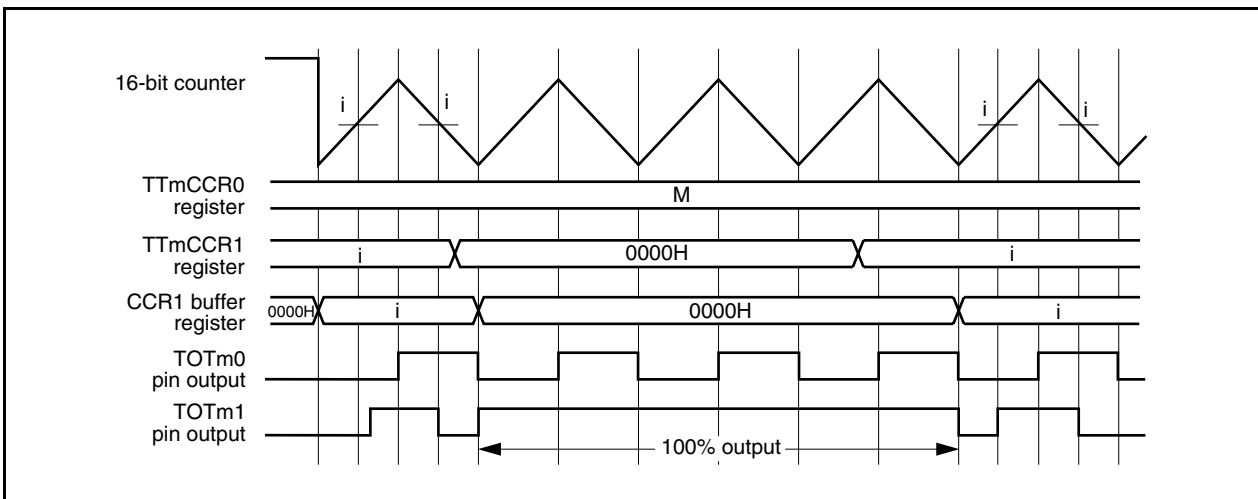 16-bit counter
i
i
i
i
TTmCCR0
register
M
TTmCCR1
register
i
0000H
i
CCR1 buffer
register
0000H
i
0000H
i
TOTm0
pin output
TOTm1
pin output
100% output